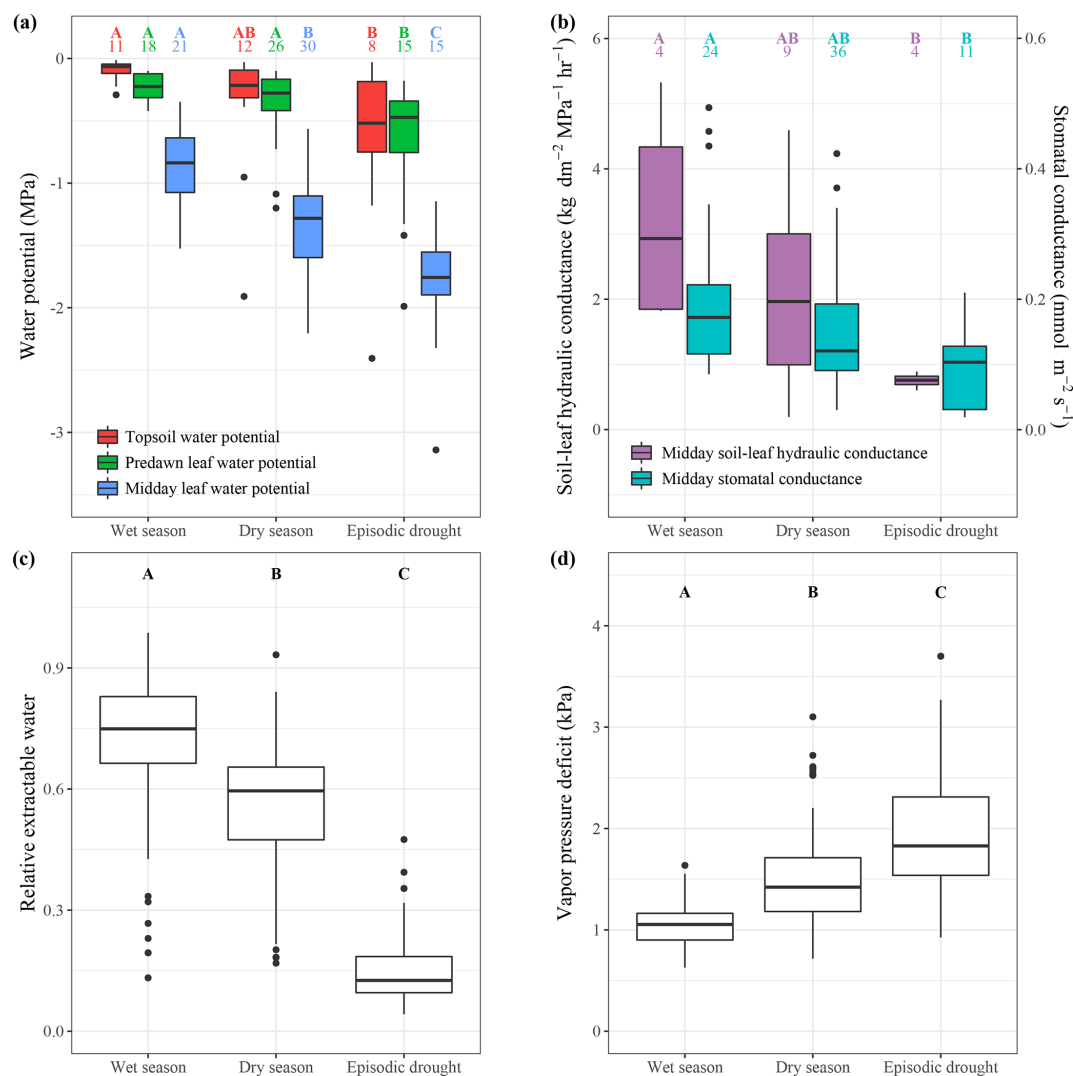 (a)
A A A AB A B B B C
11 18 21 12 26 30 8 15 15
0
-1
-2
-3
Water potential (MPa)
Topsoil water potential
Predawn leaf water potential
Midday leaf water potential
Wet season Dry season Episodic drought
(b)
A A AB AB B B
4 24 9 36 4 11
6
4
2
0
Soil-leaf hydraulic conductance (kg dm−2 MPa−1 hr−1)
0.6
0.4
0.2
0.0
Stomatal conductance (mmol m−2 s−1)
Midday soil-leaf hydraulic conductance
Midday stomatal conductance
Wet season Dry season Episodic drought
(c)
A B C
0.9
0.6
0.3
0.0
Relative extractable water
Wet season Dry season Episodic drought
(d)
A B C
4
3
2
1
0
Vapor pressure deficit (kPa)
Wet season Dry season Episodic drought